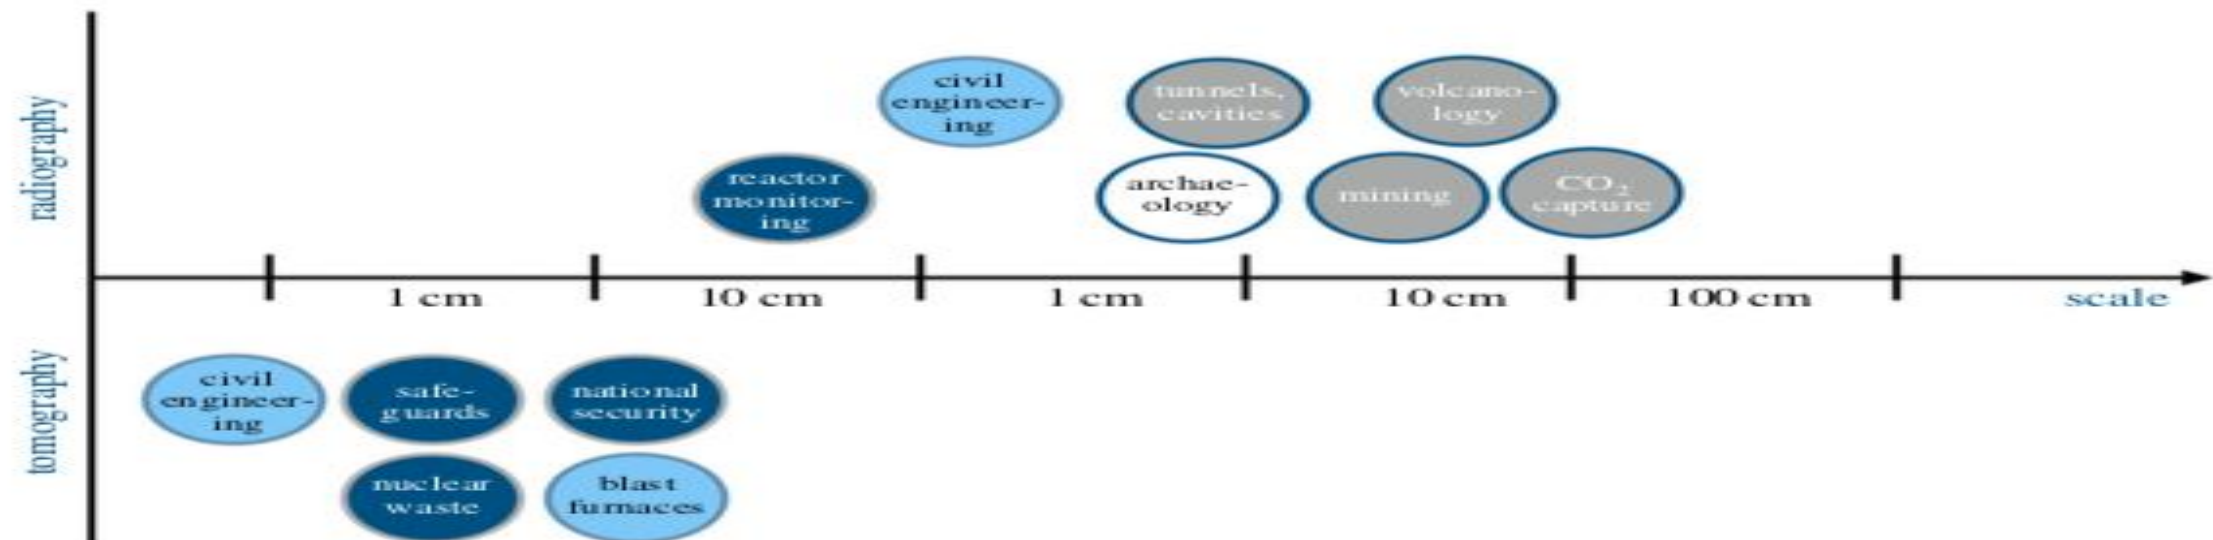 radiography
civil
engineer-
ing
tunnels,
cavities
volcano-
logy
reactor
monitor-
ing
archae-
ology
mining
CO₂
capture
1 cm
10 cm
1 cm
10 cm
100 cm
scale
tomography
civil
engineer-
ing
safe-
guards
national
security
nuclear
waste
blast
furnaces